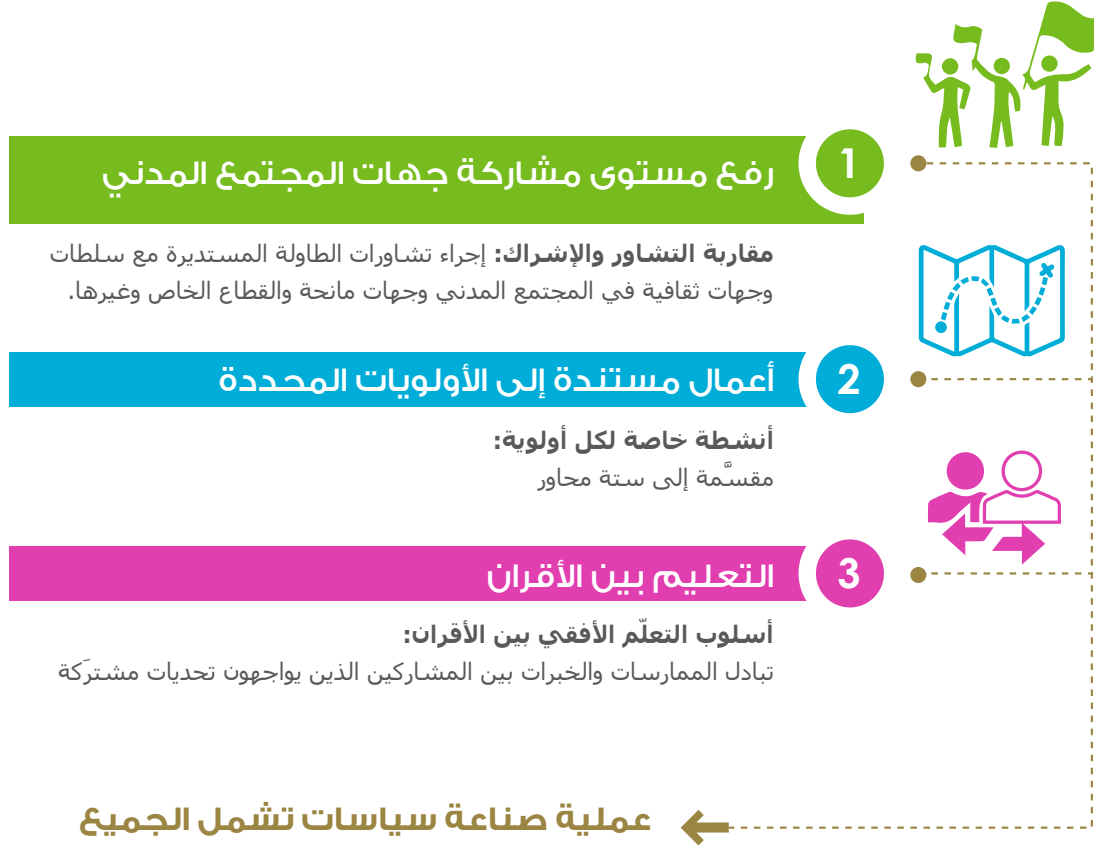 1
رفع مستوى مشاركة جهات المجتمع المدني
مقاربة التشاور والإشراك: إجراء تشاورات الطاولة المستديرة مع سلطات
وجهات ثقافية في المجتمع المدني وجهات مانحة والقطاع الخاص وغيرها.
2
أعمال مستندة إلى الأولويات المحددة
أنشطة خاصة لكل أولوية:
مقسَّمة إلى ستة محاور
3
التعليم بين الأقران
أسلوب التعلّم الأفقي بين الأقران:
تبادل الممارسات والخبرات بين المشاركين الذين يواجهون تحديات مشترَكة
عملية صناعة سياسات تشمل الجميع